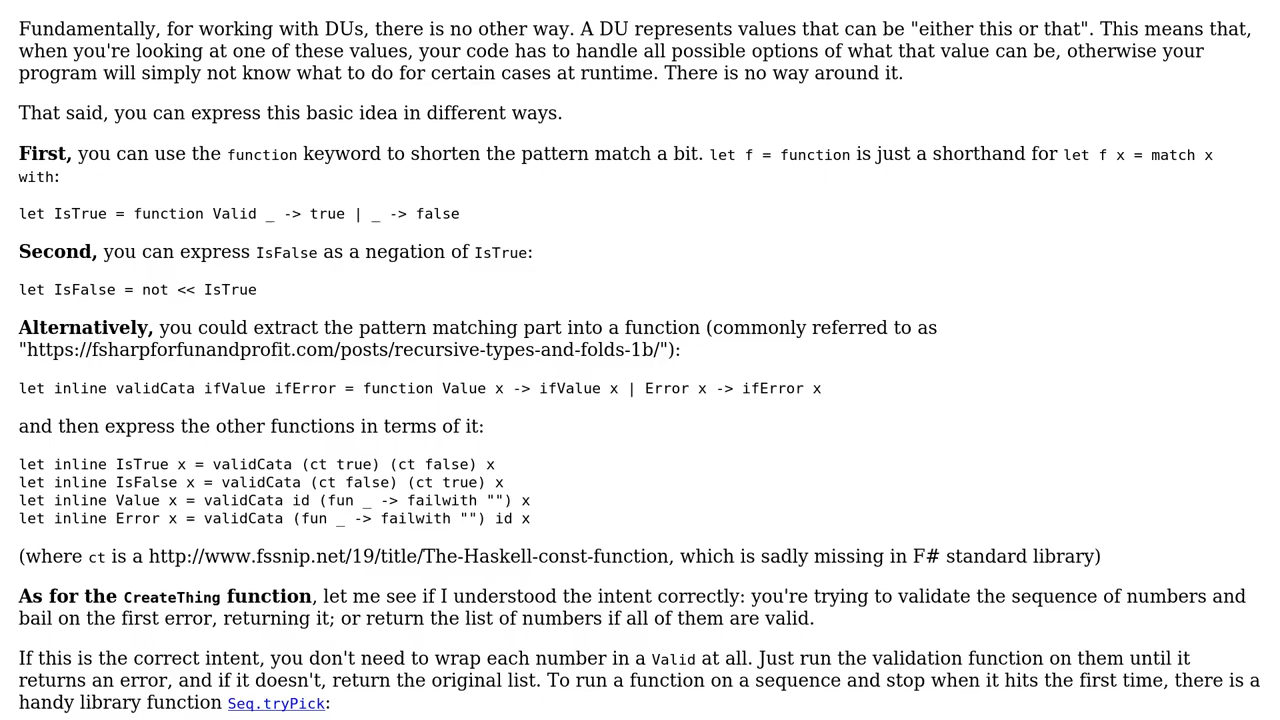 Fundamentally, for working with DUs, there is no other way. A DU represents values that can be "either this or that". This means that,
when you're looking at one of these values, your code has to handle all possible options of what that value can be, otherwise your
program will simply not know what to do for certain cases at runtime. There is no way around it.
That said, you can express this basic idea in different ways.
First, you can use the function keyword to shorten the pattern match a bit. let f = function is just a shorthand for let f x = match x
with:
let IsTrue = function Valid _ -> true | _ -> false
Second, you can express IsFalse as a negation of IsTrue:
let IsFalse = not << IsTrue
Alternatively, you could extract the pattern matching part into a function (commonly referred to as
"https://fsharpforfunandprofit.com/posts/recursive-types-and-folds-1b/"):
let inline validCata ifValue ifError = function Value x -> ifValue x | Error x -> ifError x
and then express the other functions in terms of it:
let inline IsTrue x = validCata (ct true) (ct false) x
let inline IsFalse x = validCata (ct false) (ct true) x
let inline Value x = validCata id (fun _ -> failwith "") x
let inline Error x = validCata (fun _ -> failwith "") id x
(where ct is a http://www.fssnip.net/19/title/The-Haskell-const-function, which is sadly missing in F# standard library)
As for the CreateThing function, let me see if I understood the intent correctly: you're trying to validate the sequence of numbers and
bail on the first error, returning it; or return the list of numbers if all of them are valid.
If this is the correct intent, you don't need to wrap each number in a Valid at all. Just run the validation function on them until it
returns an error, and if it doesn't, return the original list. To run a function on a sequence and stop when it hits the first time, there is a
handy library function Seq.tryPick: